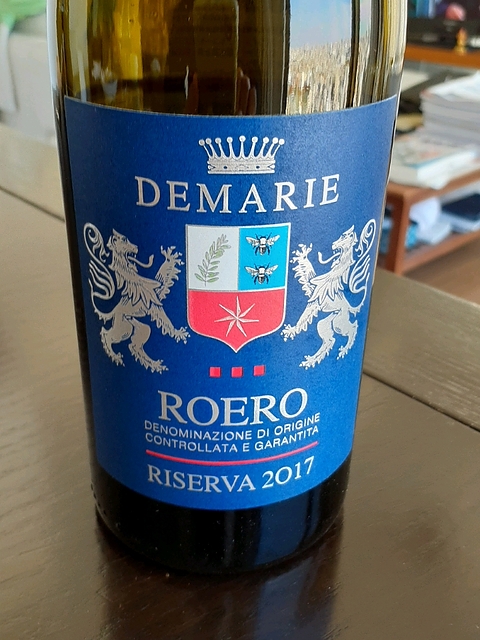 DEMARIE
ROERO
DENOMINAZIONE DI ORIGINE
CONTROLLATA E GARANTITA
RISERVA 2017